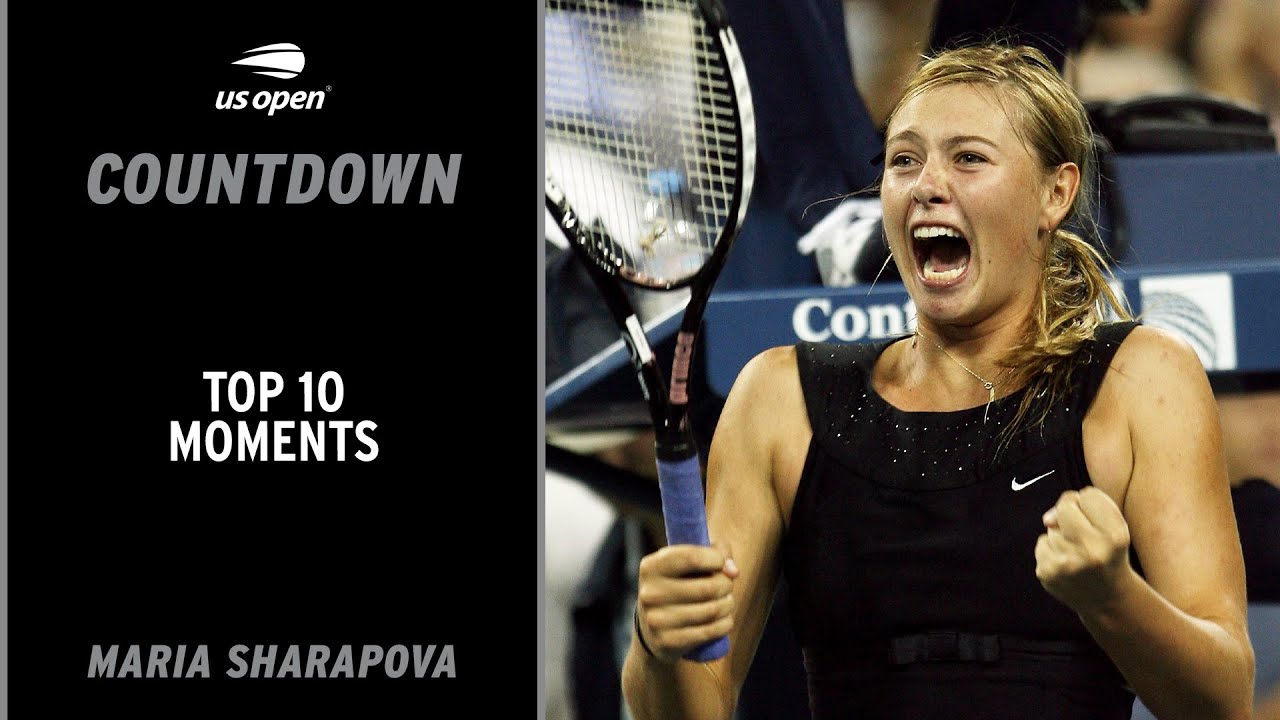 us open®
COUNTDOWN
TOP 10
MOMENTS
MARIA SHARAPOVA
Cont